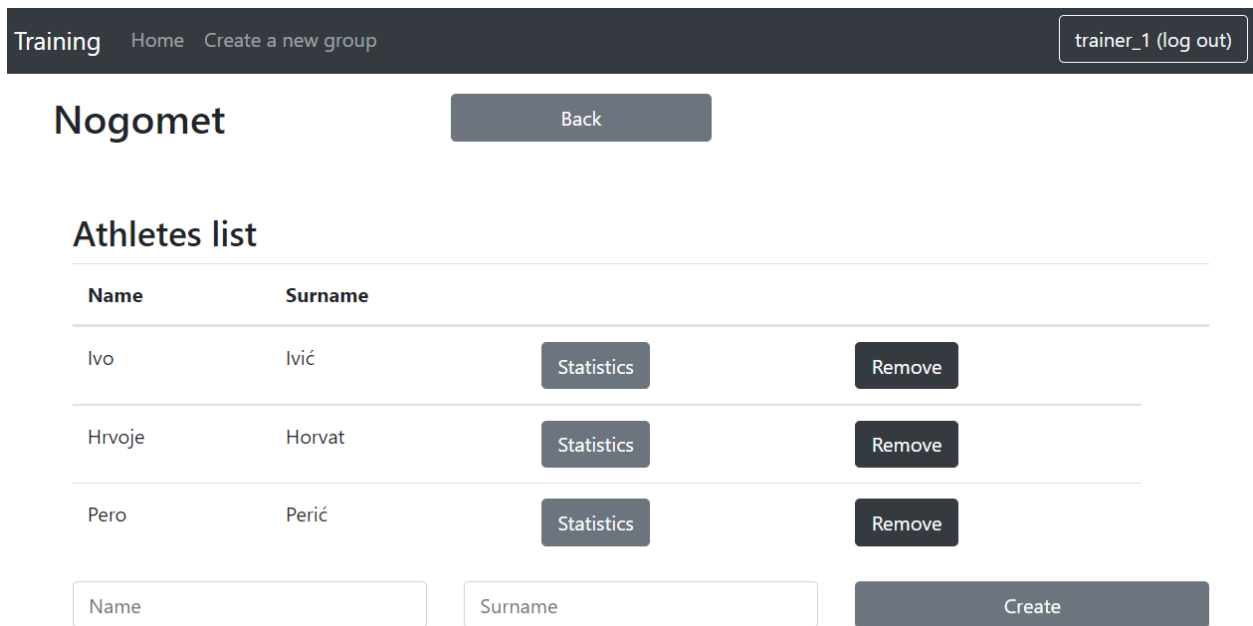 Training Home Create a new group trainer_1 (log out)
Nogomet Back
Athletes list
Name Surname
Ivo Ivić Statistics Remove
Hrvoje Horvat Statistics Remove
Pero Perić Statistics Remove
Name Surname Create